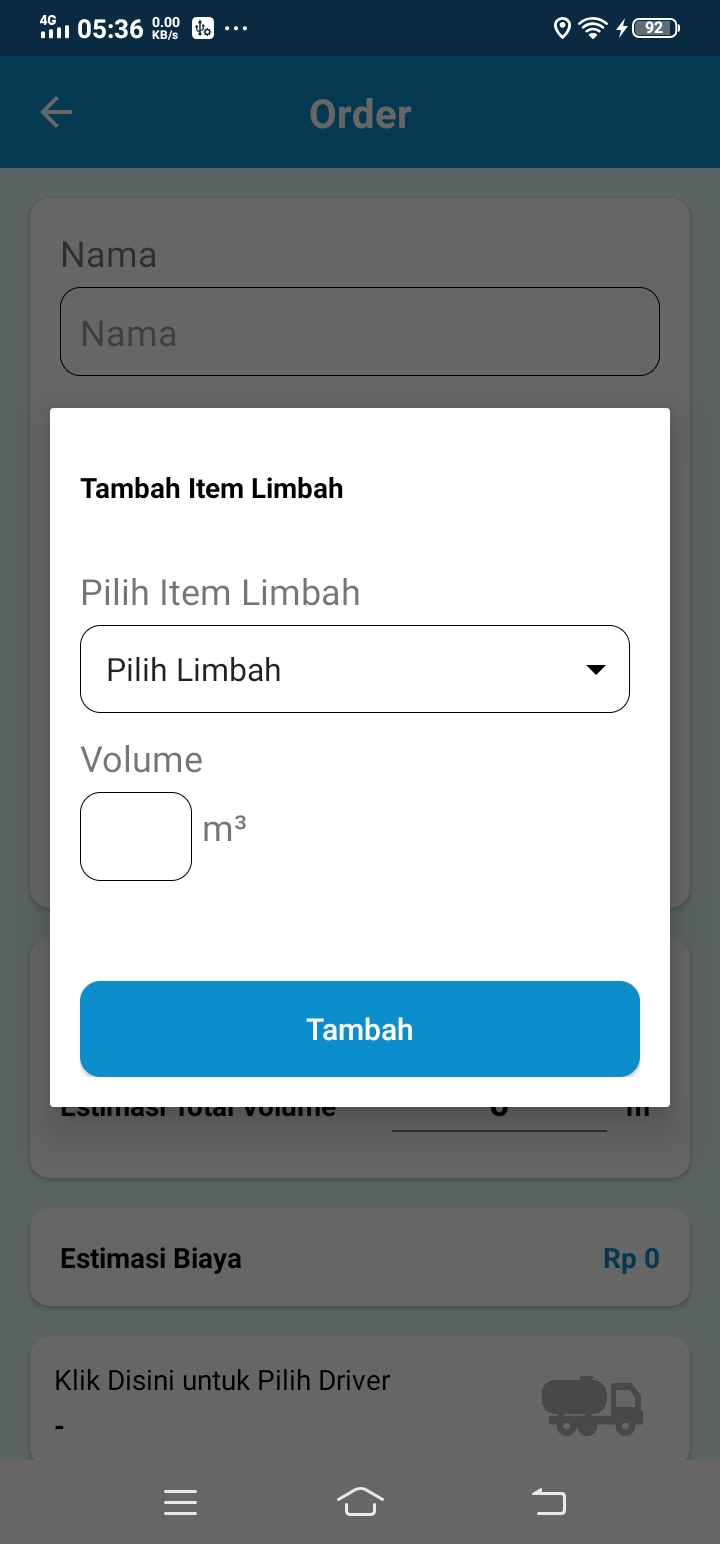 4G 05:36 0.00 KB/s ... 92
Order
Nama
Nama
Tambah Item Limbah
Pilih Item Limbah
Pilih Limbah
Volume
m³
Tambah
Estimasi Total Volume 0 m
Estimasi Biaya Rp 0
Klik Disini untuk Pilih Driver
-